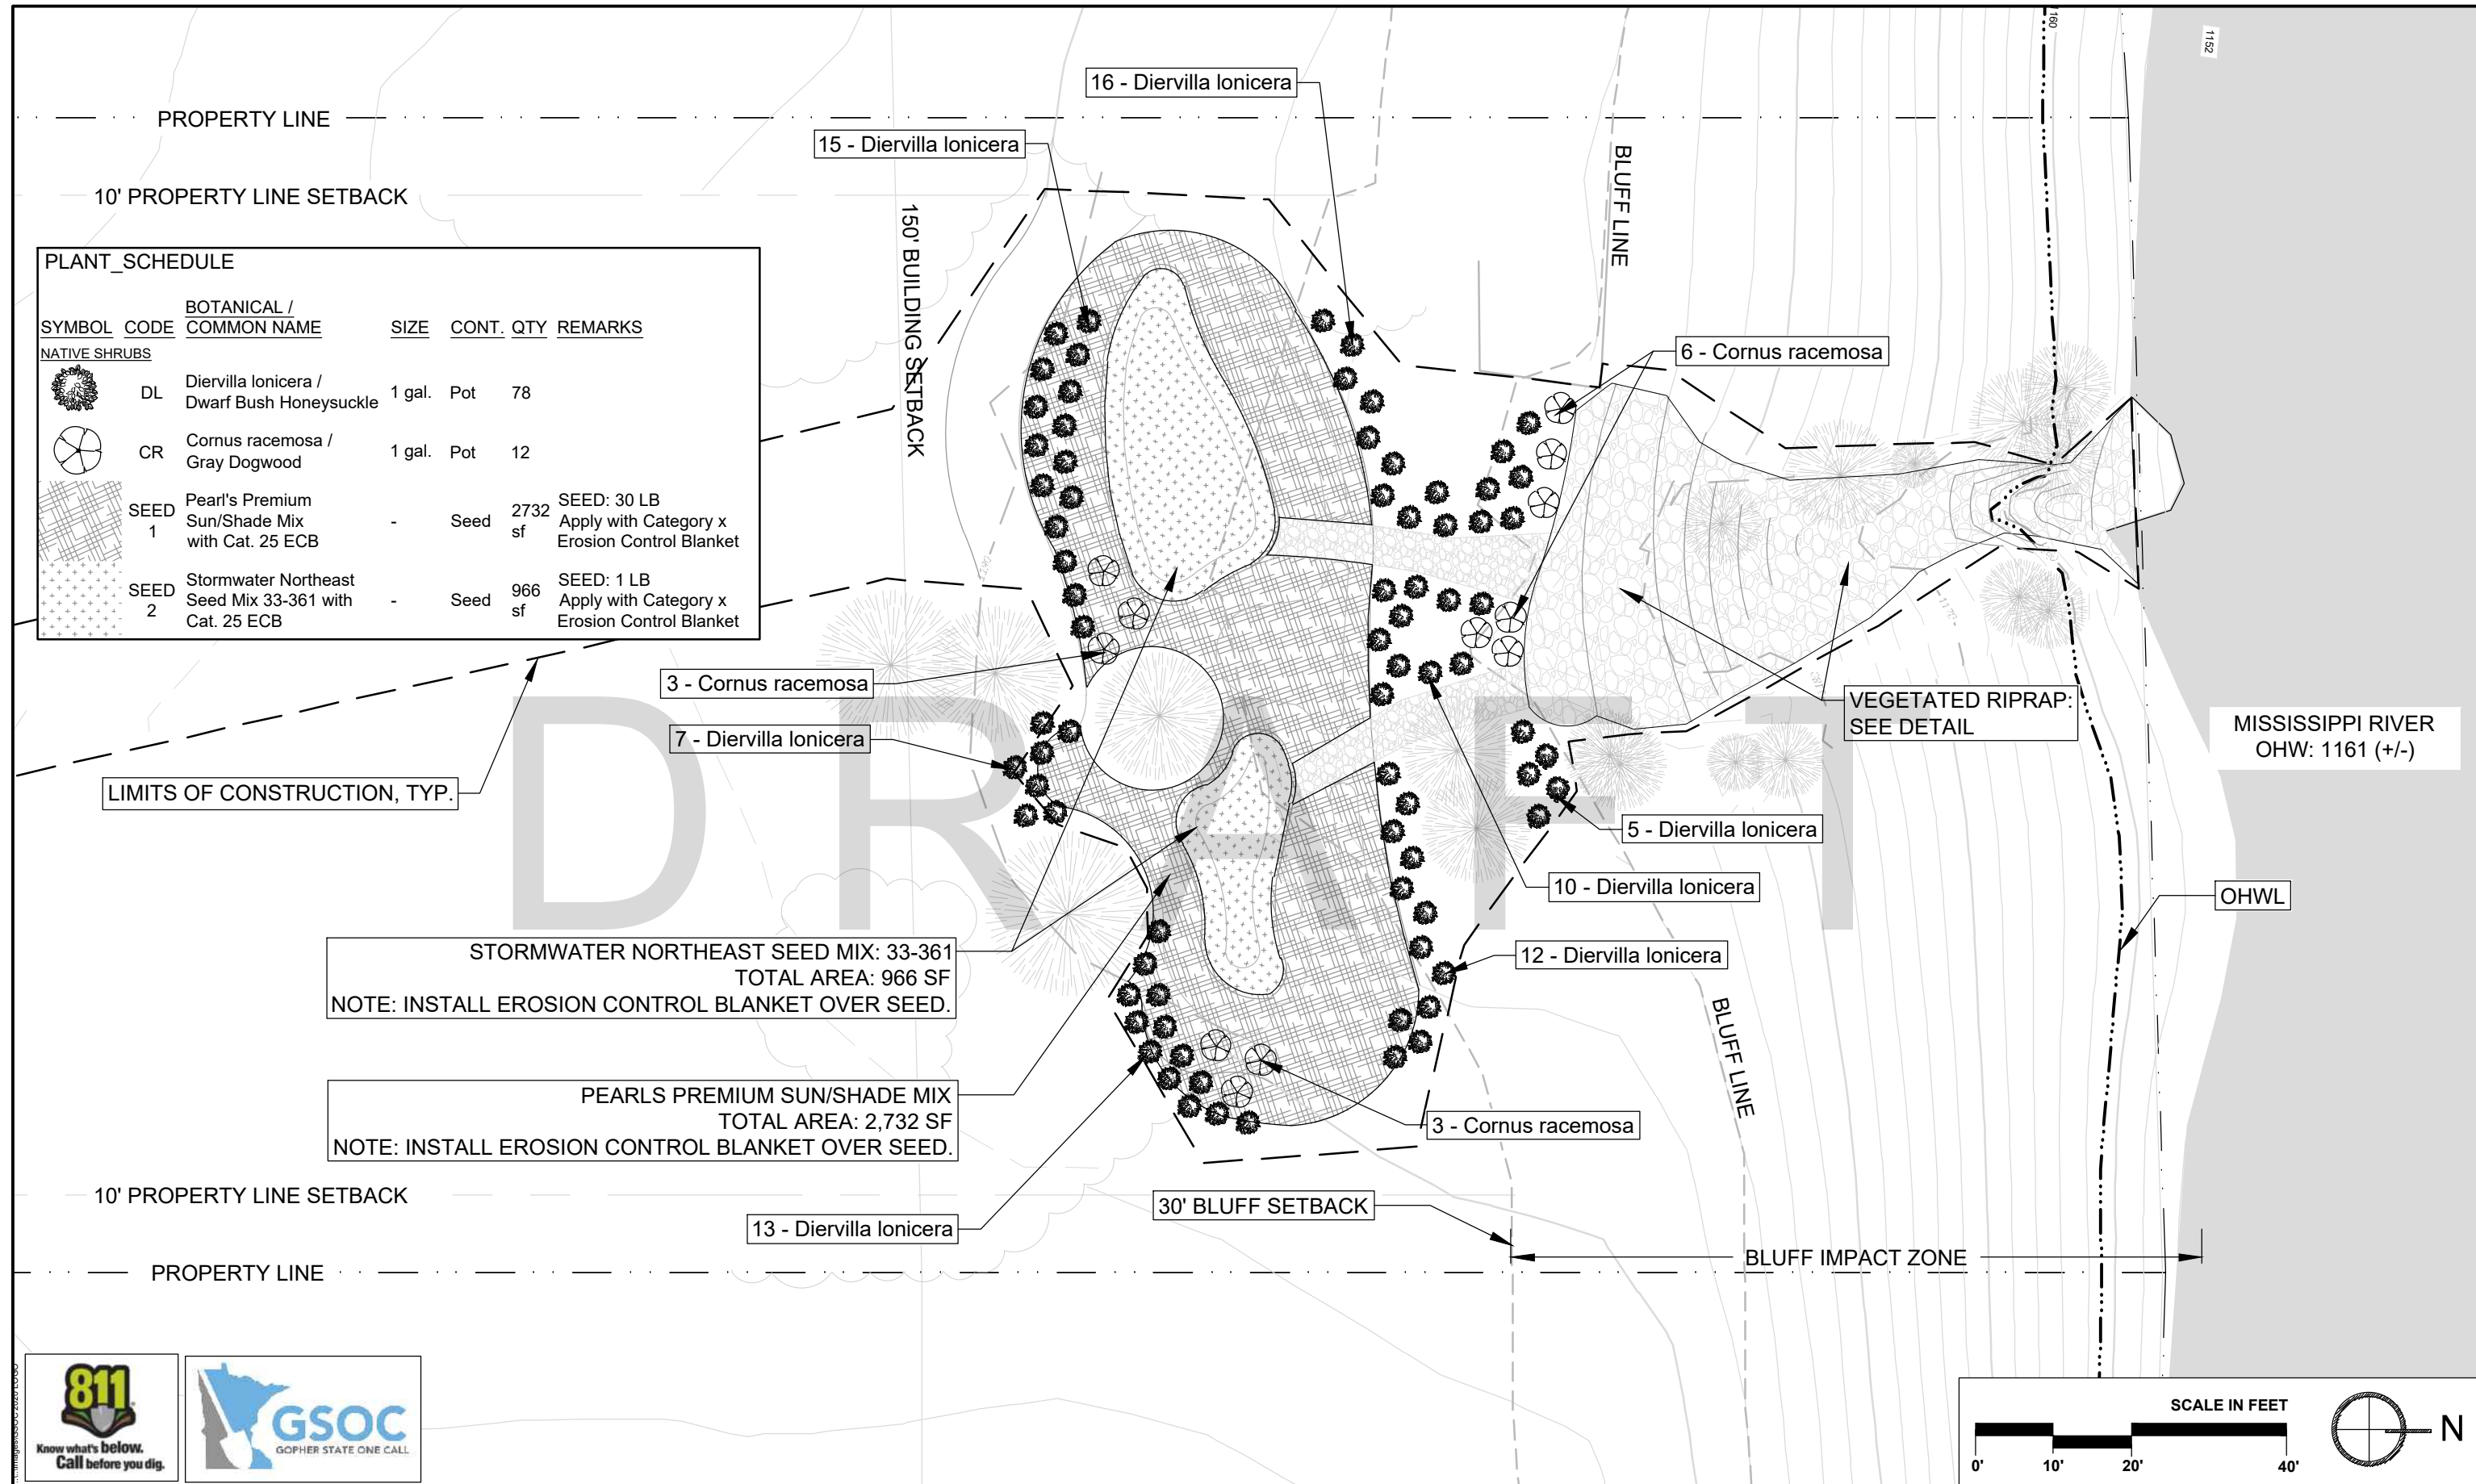 160
1152
16 - Diervilla lonicera
PROPERTY LINE
15 - Diervilla lonicera
10' PROPERTY LINE SETBACK
150' BUILDING SETBACK
BLUFF LINE
PLANT_SCHEDULE
SYMBOL CODE BOTANICAL / COMMON NAME SIZE CONT. QTY REMARKS
NATIVE SHRUBS
DL Diervilla lonicera / 1 gal. Pot 78
Dwarf Bush Honeysuckle
CR Cornus racemosa / 1 gal. Pot 12
Gray Dogwood
SEED 1 Pearl's Premium - Seed 2732 sf SEED: 30 LB
Sun/Shade Mix Apply with Category x
with Cat. 25 ECB Erosion Control Blanket
SEED 2 Stormwater Northeast - Seed 966 sf SEED: 1 LB
Seed Mix 33-361 with Apply with Category x
Cat. 25 ECB Erosion Control Blanket
6 - Cornus racemosa
3 - Cornus racemosa
7 - Diervilla lonicera
LIMITS OF CONSTRUCTION, TYP.
DRAFT
VEGETATED RIPRAP:
SEE DETAIL
MISSISSIPPI RIVER
OHW: 1161 (+/-)
5 - Diervilla lonicera
10 - Diervilla lonicera
OHWL
STORMWATER NORTHEAST SEED MIX: 33-361
TOTAL AREA: 966 SF
NOTE: INSTALL EROSION CONTROL BLANKET OVER SEED.
12 - Diervilla lonicera
BLUFF LINE
PEARLS PREMIUM SUN/SHADE MIX
TOTAL AREA: 2,732 SF
NOTE: INSTALL EROSION CONTROL BLANKET OVER SEED.
3 - Cornus racemosa
10' PROPERTY LINE SETBACK
30' BLUFF SETBACK
13 - Diervilla lonicera
BLUFF IMPACT ZONE
PROPERTY LINE
811
Know what's below.
Call before you dig.
GSOC
GOPHER STATE ONE CALL
SCALE IN FEET
0' 10' 20' 40'
N